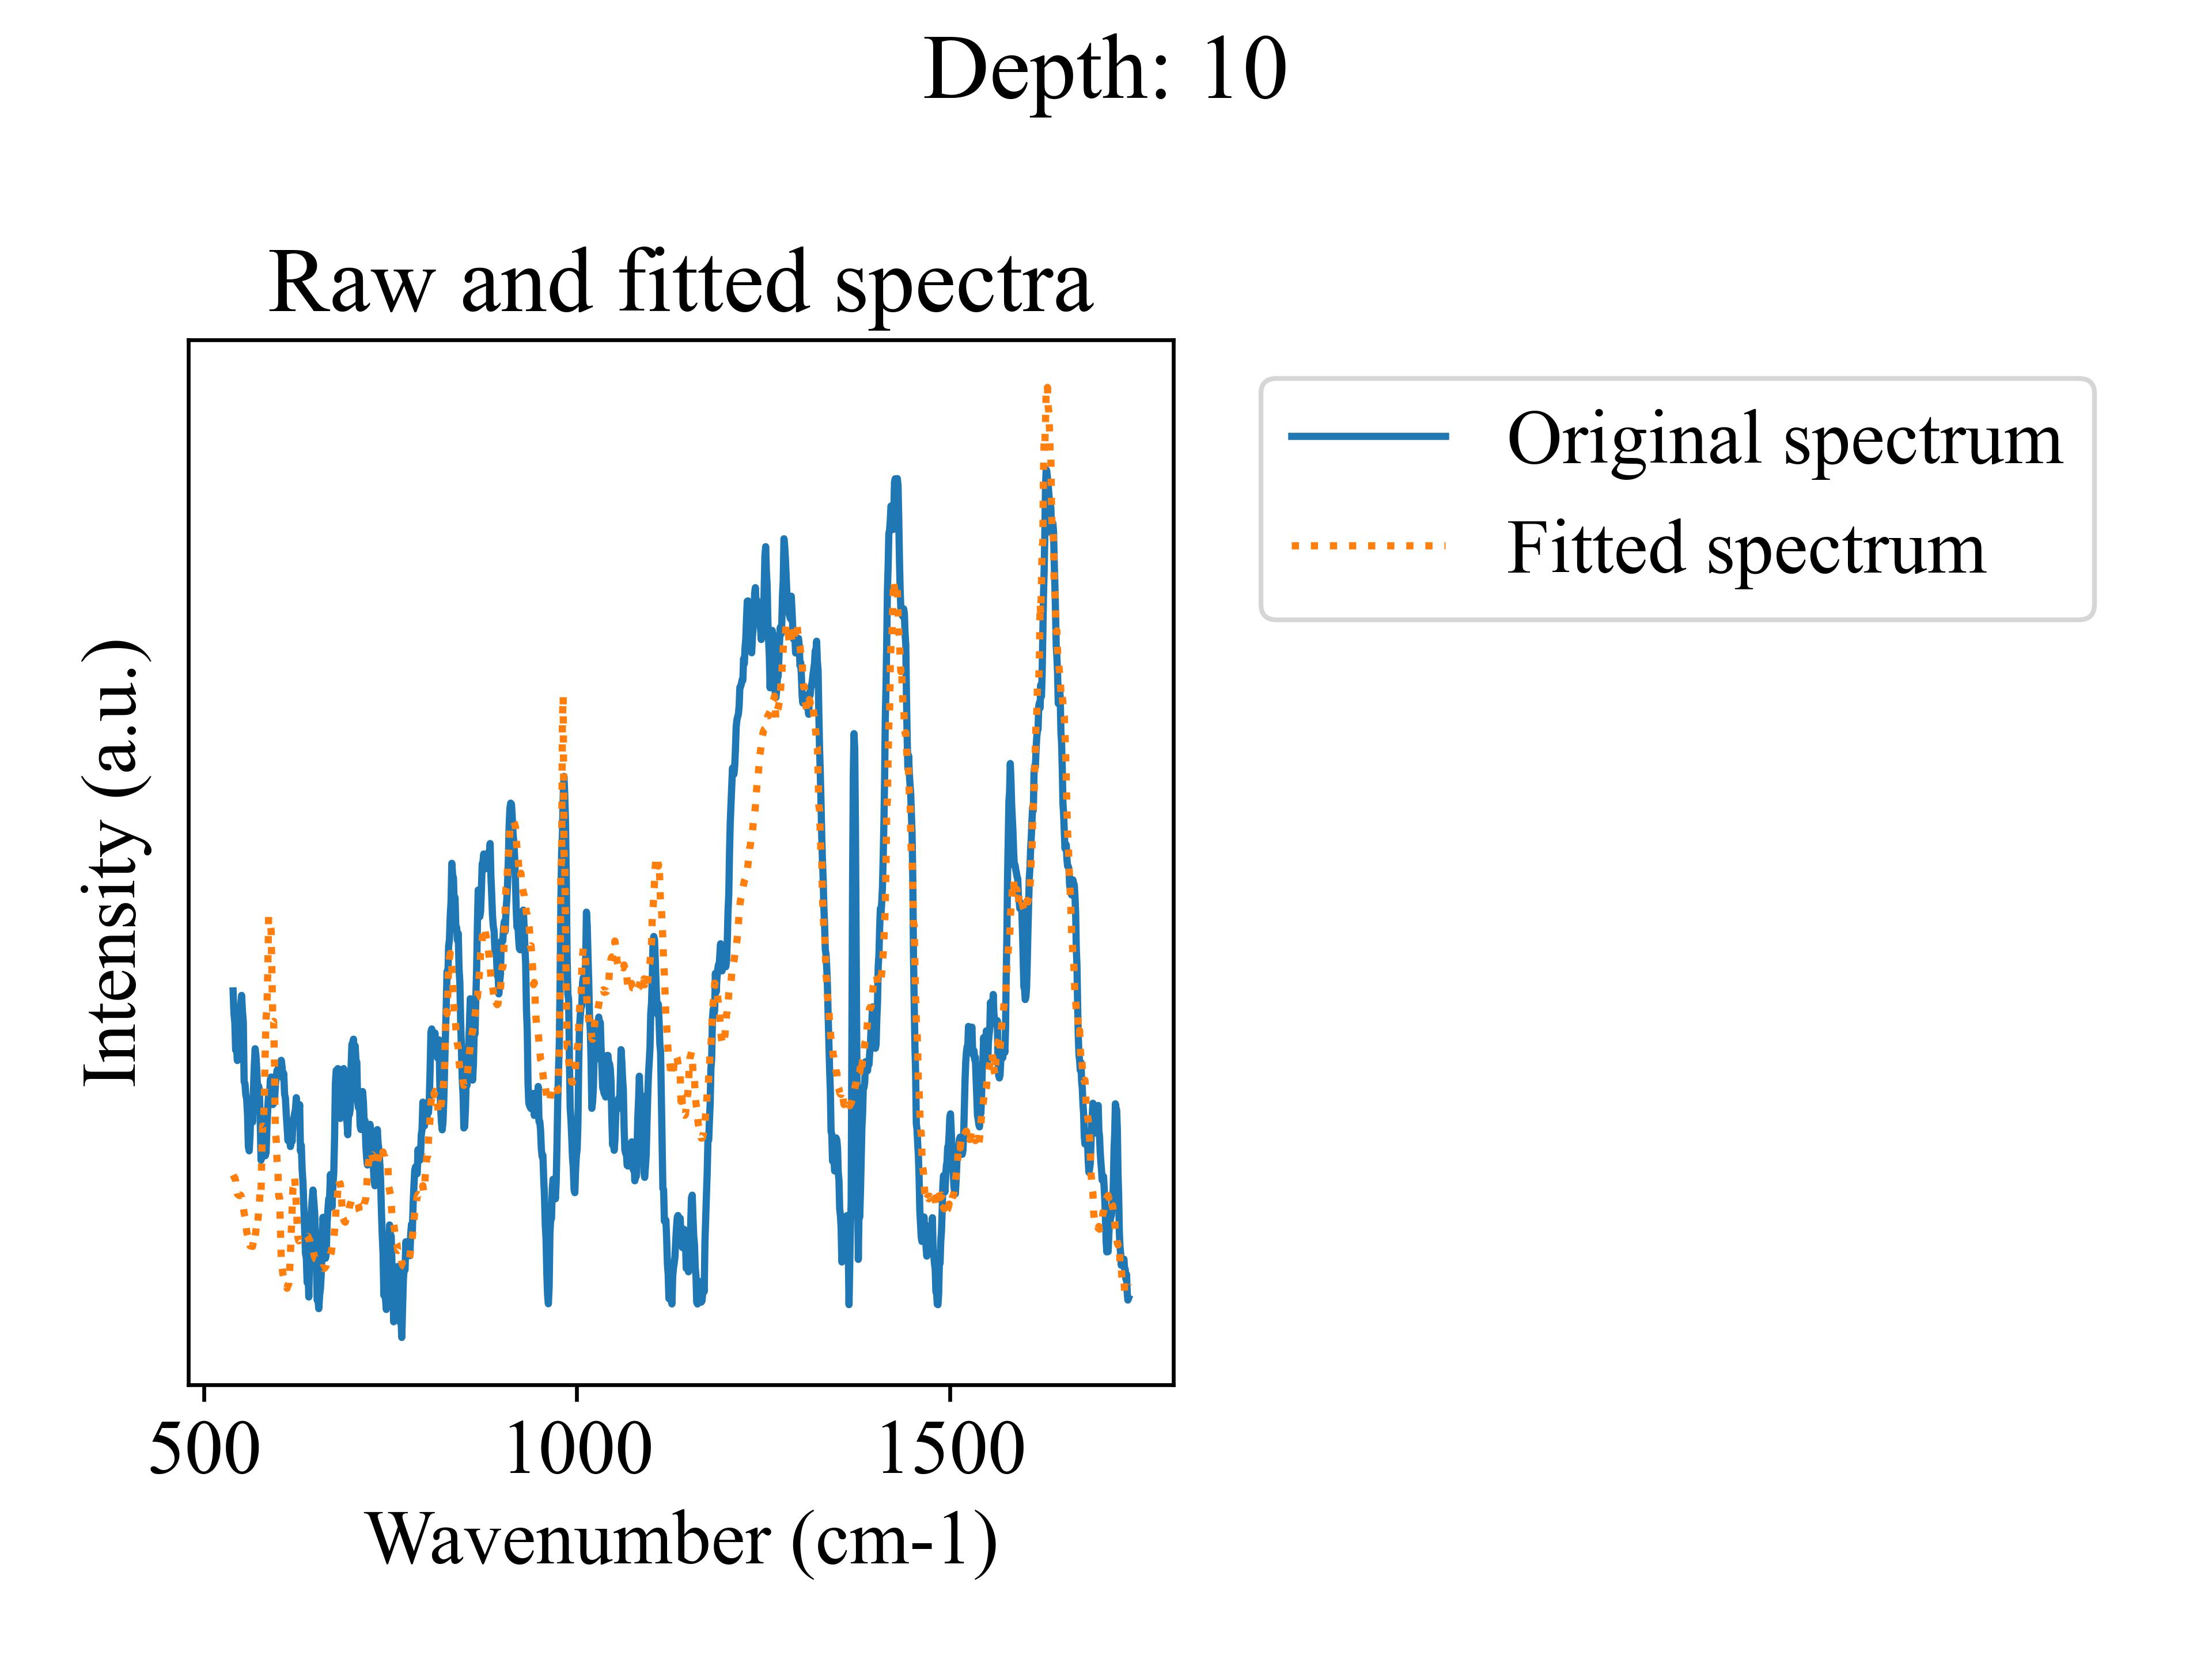 Depth: 10
Raw and fitted spectra
Original spectrum
Fitted spectrum
Intensity (a.u.)
500 1000 1500
Wavenumber (cm-1)